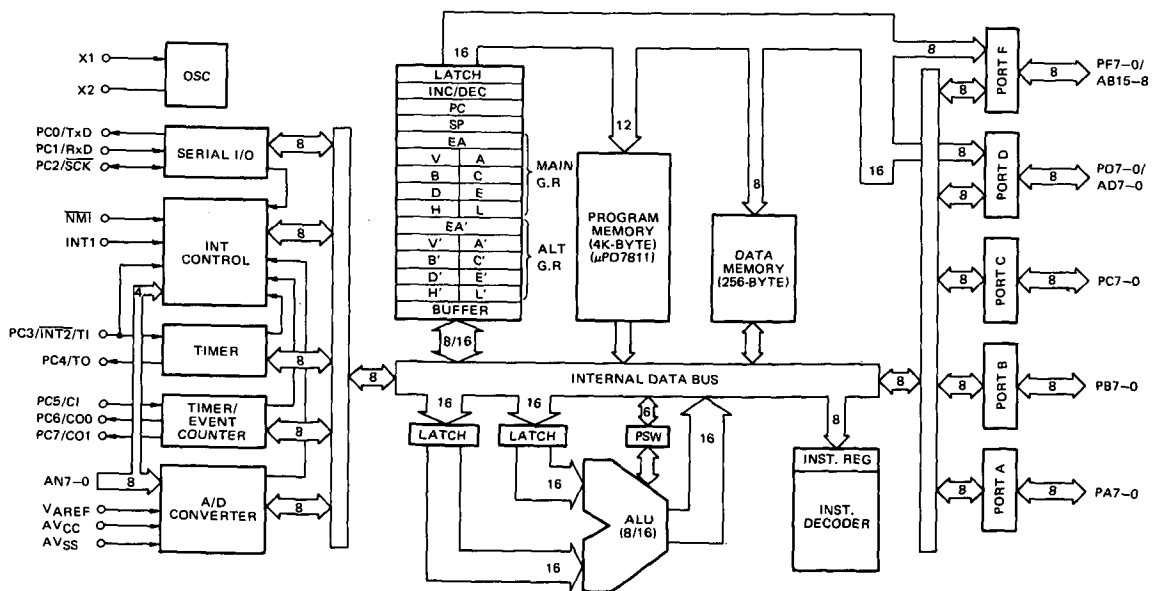 X1
X2
OSC
PC0/TxD
PC1/RxD
PC2/SCK
SERIAL I/O
8
NMI
INT1
INT
CONTROL
8
4
PC3/INT2/TI
PC4/TO
TIMER
8
PC5/CI
PC6/CO0
PC7/CO1
TIMER/
EVENT
COUNTER
8
AN7-0
8
VAREF
AVCC
AVSS
A/D
CONVERTER
8
8
16
LATCH
INC/DEC
PC
SP
EA
V A
B C
D E
H L
MAIN
G.R
EA'
V' A'
B' C'
D' E'
H' L'
ALT
G.R
BUFFER
8/16
12
PROGRAM
MEMORY
(4K-BYTE)
(μPD7811)
8
DATA
MEMORY
(256-BYTE)
16
8
INTERNAL DATA BUS
8
16
LATCH
16
LATCH
6
PSW
16
8
16
16
ALU
(8/16)
INST. REG
INST.
DECODER
8
8
PORT F
8
PF7-0/
AB15-8
8
8
PORT D
8
PD7-0/
AD7-0
8
PORT C
8
PC7-0
8
PORT B
8
PB7-0
8
PORT A
8
PA7-0